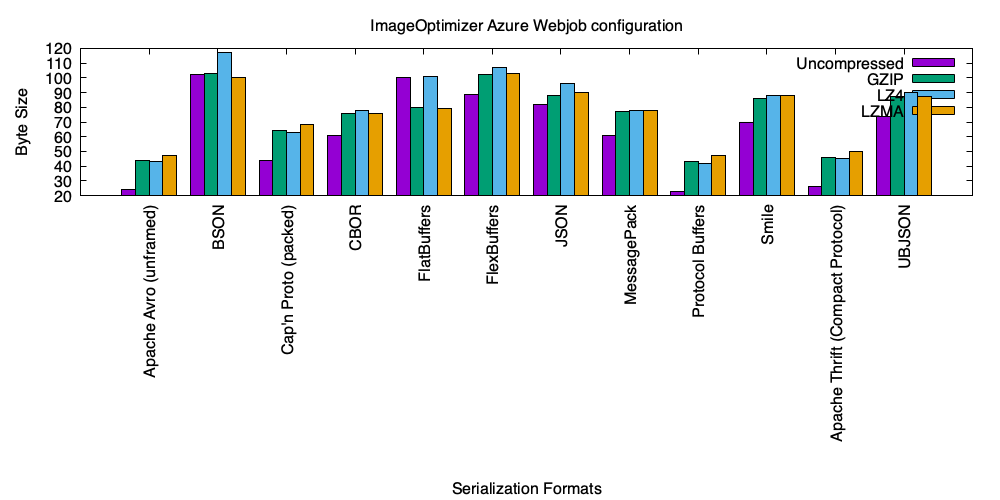 ImageOptimizer Azure Webjob configuration
Byte Size
120
110
100
90
80
70
60
50
40
30
20
Uncompressed
GZIP
LZ4
LZMA
Apache Avro (unframed)
BSON
Cap'n Proto (packed)
CBOR
FlatBuffers
FlexBuffers
JSON
MessagePack
Protocol Buffers
Smile
Apache Thrift (Compact Protocol)
UBJSON
Serialization Formats